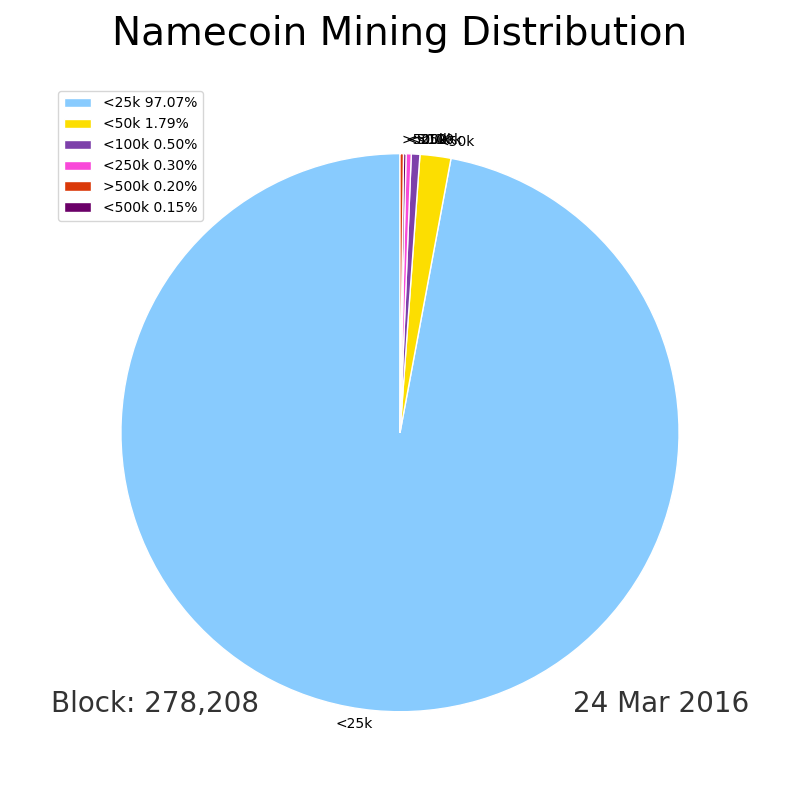 Namecoin Mining Distribution
<25k 97.07%
<50k 1.79%
<100k 0.50%
<250k 0.30%
>500k 0.20%
<500k 0.15%
<50k
<25k
Block: 278,208
24 Mar 2016